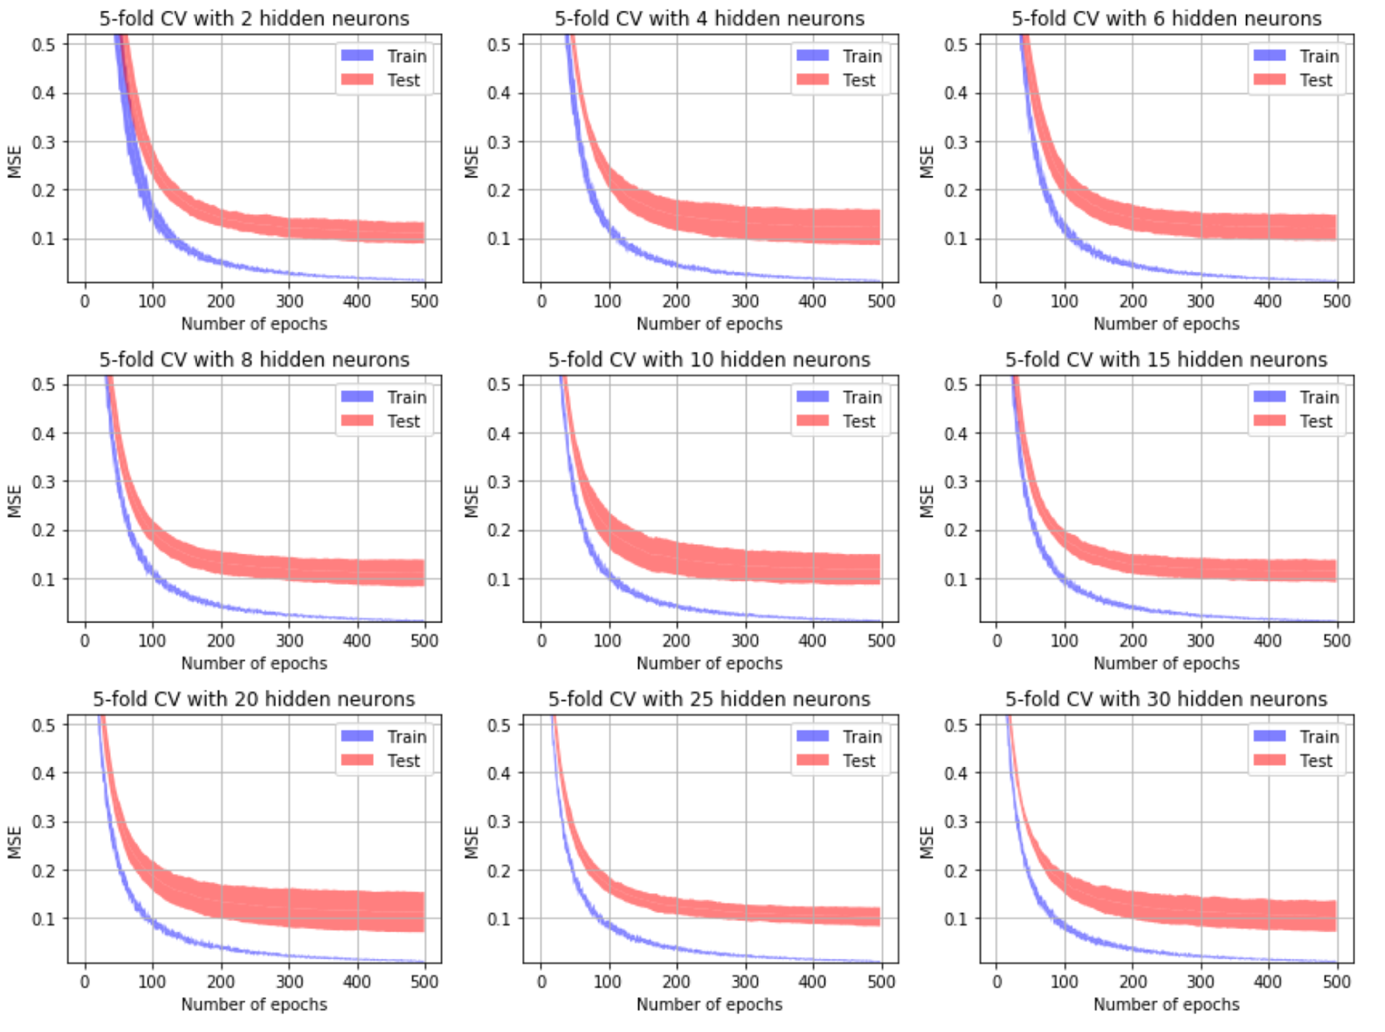 5-fold CV with 2 hidden neurons
0.5
0.4
0.3
0.2
0.1
MSE
Train
Test
0 100 200 300 400 500
Number of epochs
5-fold CV with 4 hidden neurons
0.5
0.4
0.3
0.2
0.1
MSE
Train
Test
0 100 200 300 400 500
Number of epochs
5-fold CV with 6 hidden neurons
0.5
0.4
0.3
0.2
0.1
MSE
Train
Test
0 100 200 300 400 500
Number of epochs
5-fold CV with 8 hidden neurons
0.5
0.4
0.3
0.2
0.1
MSE
Train
Test
0 100 200 300 400 500
Number of epochs
5-fold CV with 10 hidden neurons
0.5
0.4
0.3
0.2
0.1
MSE
Train
Test
0 100 200 300 400 500
Number of epochs
5-fold CV with 15 hidden neurons
0.5
0.4
0.3
0.2
0.1
MSE
Train
Test
0 100 200 300 400 500
Number of epochs
5-fold CV with 20 hidden neurons
0.5
0.4
0.3
0.2
0.1
MSE
Train
Test
0 100 200 300 400 500
Number of epochs
5-fold CV with 25 hidden neurons
0.5
0.4
0.3
0.2
0.1
MSE
Train
Test
0 100 200 300 400 500
Number of epochs
5-fold CV with 30 hidden neurons
0.5
0.4
0.3
0.2
0.1
MSE
Train
Test
0 100 200 300 400 500
Number of epochs